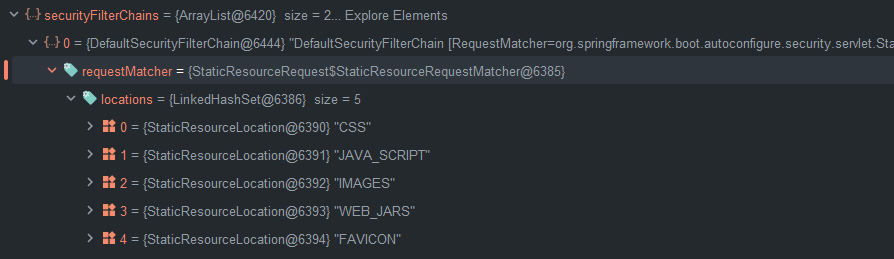 securityFilterChains = {ArrayList@6420} size = 2... Explore Elements
0 = {DefaultSecurityFilterChain@6444} "DefaultSecurityFilterChain [RequestMatcher=org.springframework.boot.autoconfigure.security.servlet.Sta
requestMatcher = {StaticResourceRequest$StaticResourceRequestMatcher@6385}
locations = {LinkedHashSet@6386} size = 5
0 = {StaticResourceLocation@6390} "CSS"
1 = {StaticResourceLocation@6391} "JAVA_SCRIPT"
2 = {StaticResourceLocation@6392} "IMAGES"
3 = {StaticResourceLocation@6393} "WEB_JARS"
4 = {StaticResourceLocation@6394} "FAVICON"